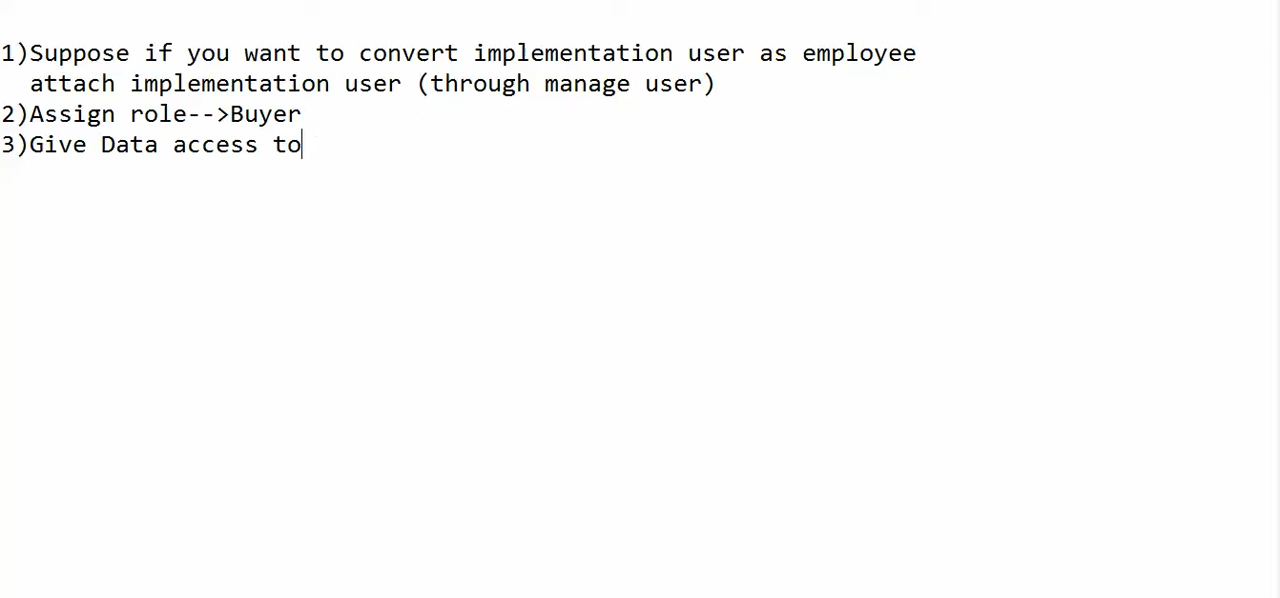 1)Suppose if you want to convert implementation user as employee
attach implementation user (through manage user)
2)Assign role-->Buyer
3)Give Data access to